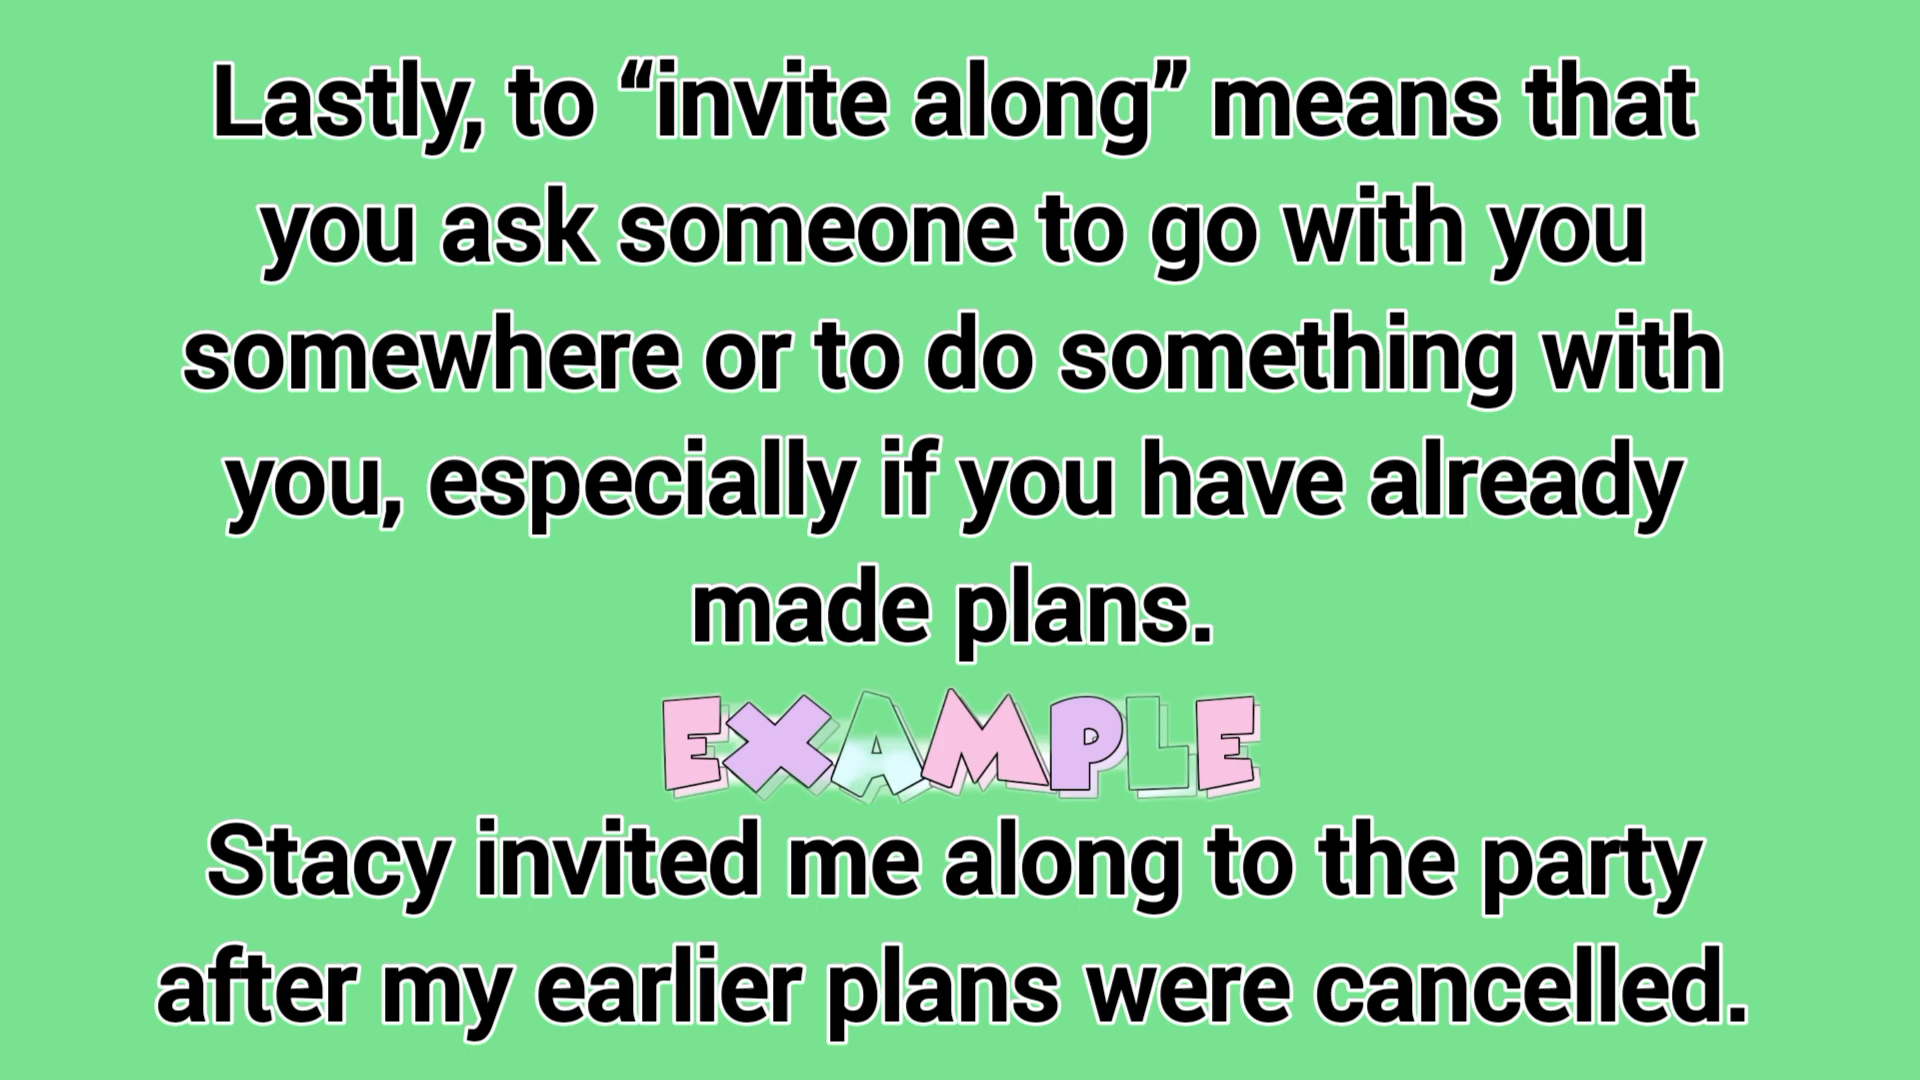 Lastly, to “invite along” means that
you ask someone to go with you
somewhere or to do something with
you, especially if you have already
made plans.
EXAMPLE
Stacy invited me along to the party
after my earlier plans were cancelled.